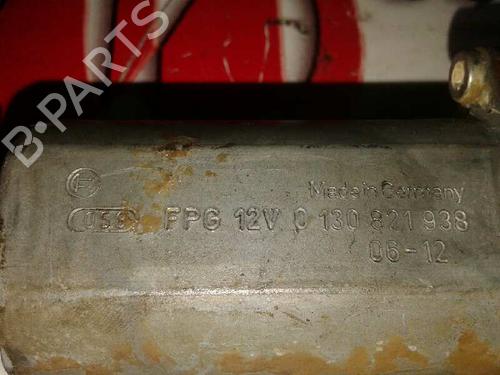 B-PARTS
Made in Germany
FPG 12V 0 130 821 938
06-12